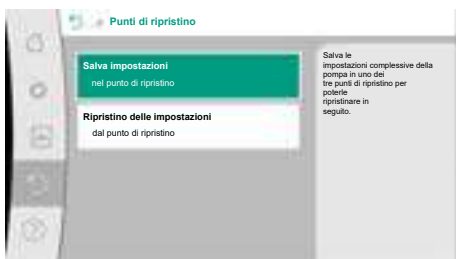 Punti di ripristino
Salva impostazioni
nel punto di ripristino
Ripristino delle impostazioni
dal punto di ripristino
Salva le
impostazioni complessive della
pompa in uno dei
tre punti di ripristino per
poterle
ripristinare in
seguito.